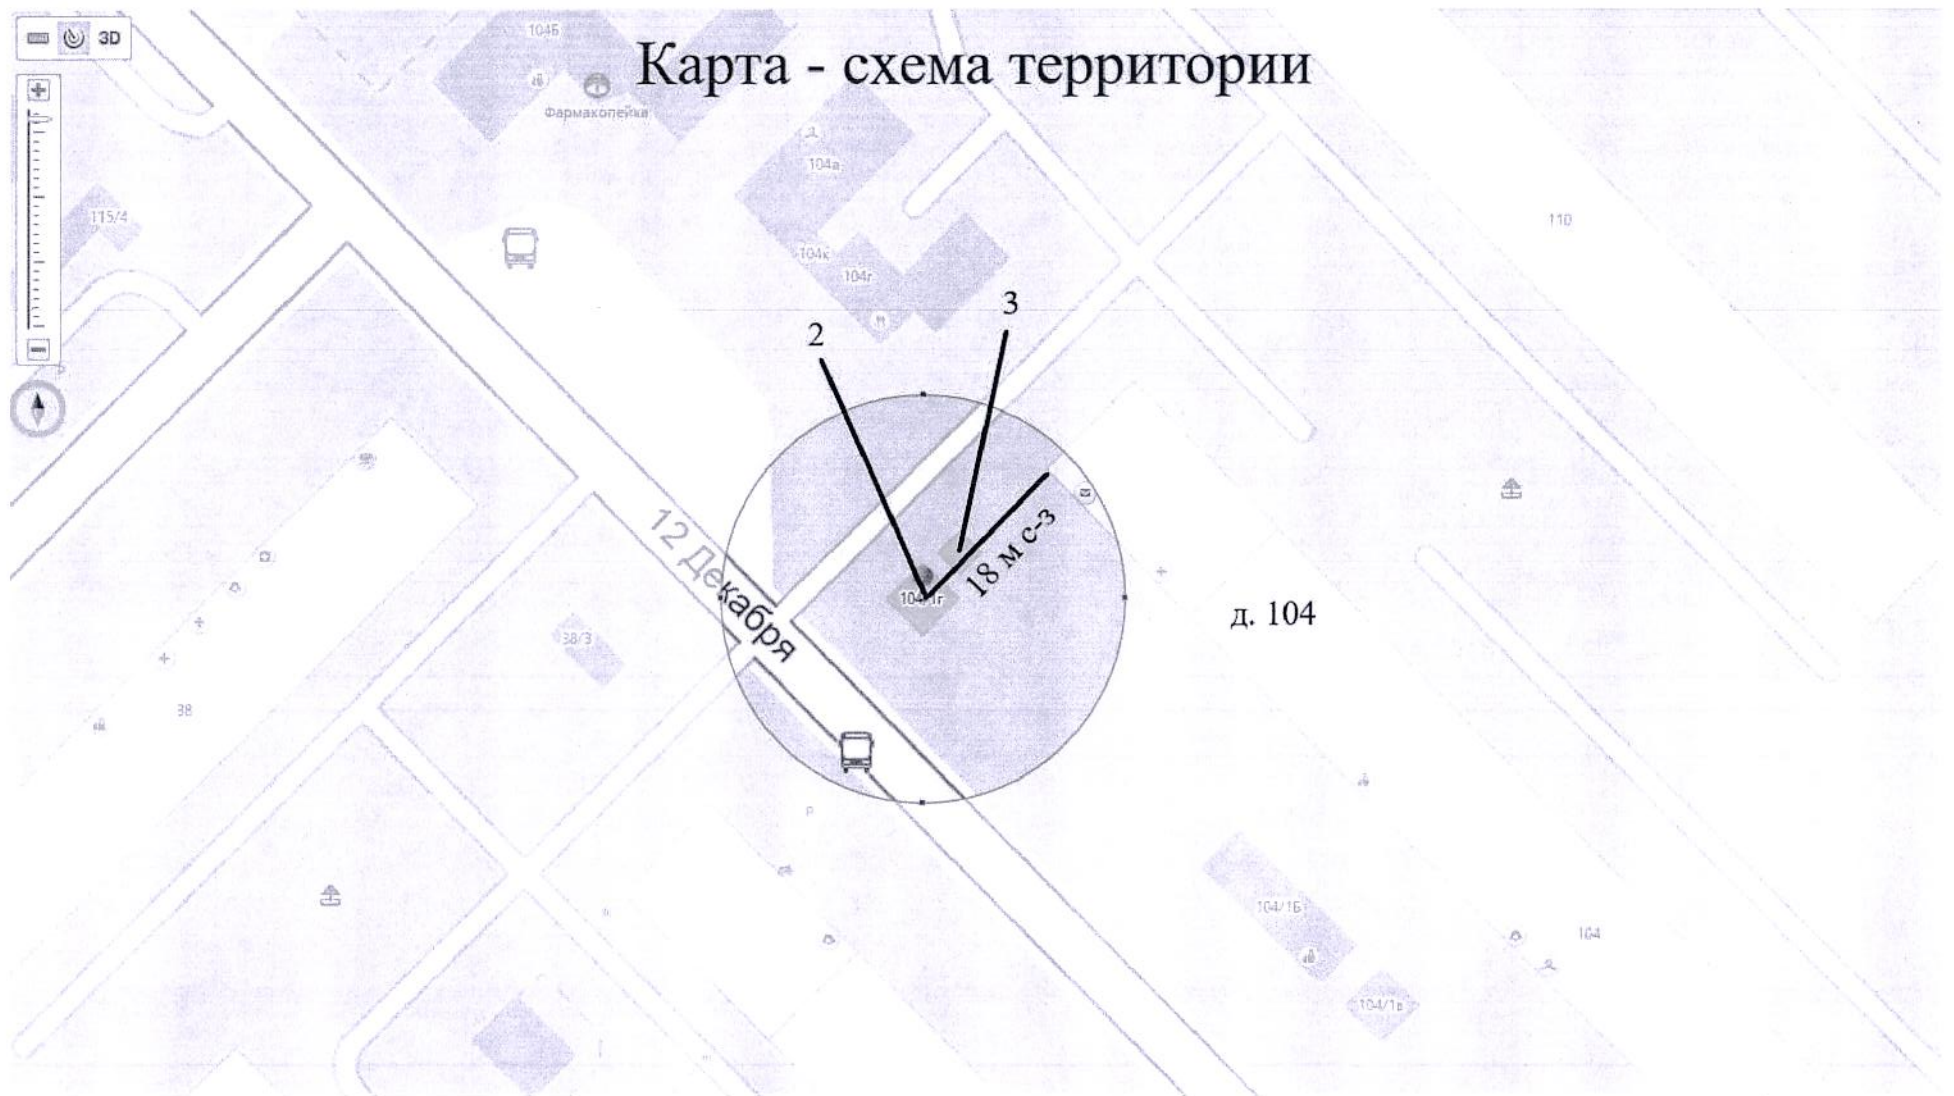 3D
104Б
Карта - схема территории
Фармакопейка
104а
115/4
110
104к
104г
3
2
12 Декабря
18 м с-з
104/1г
д. 104
38/3
38
P
104/1Б
104
104/1в